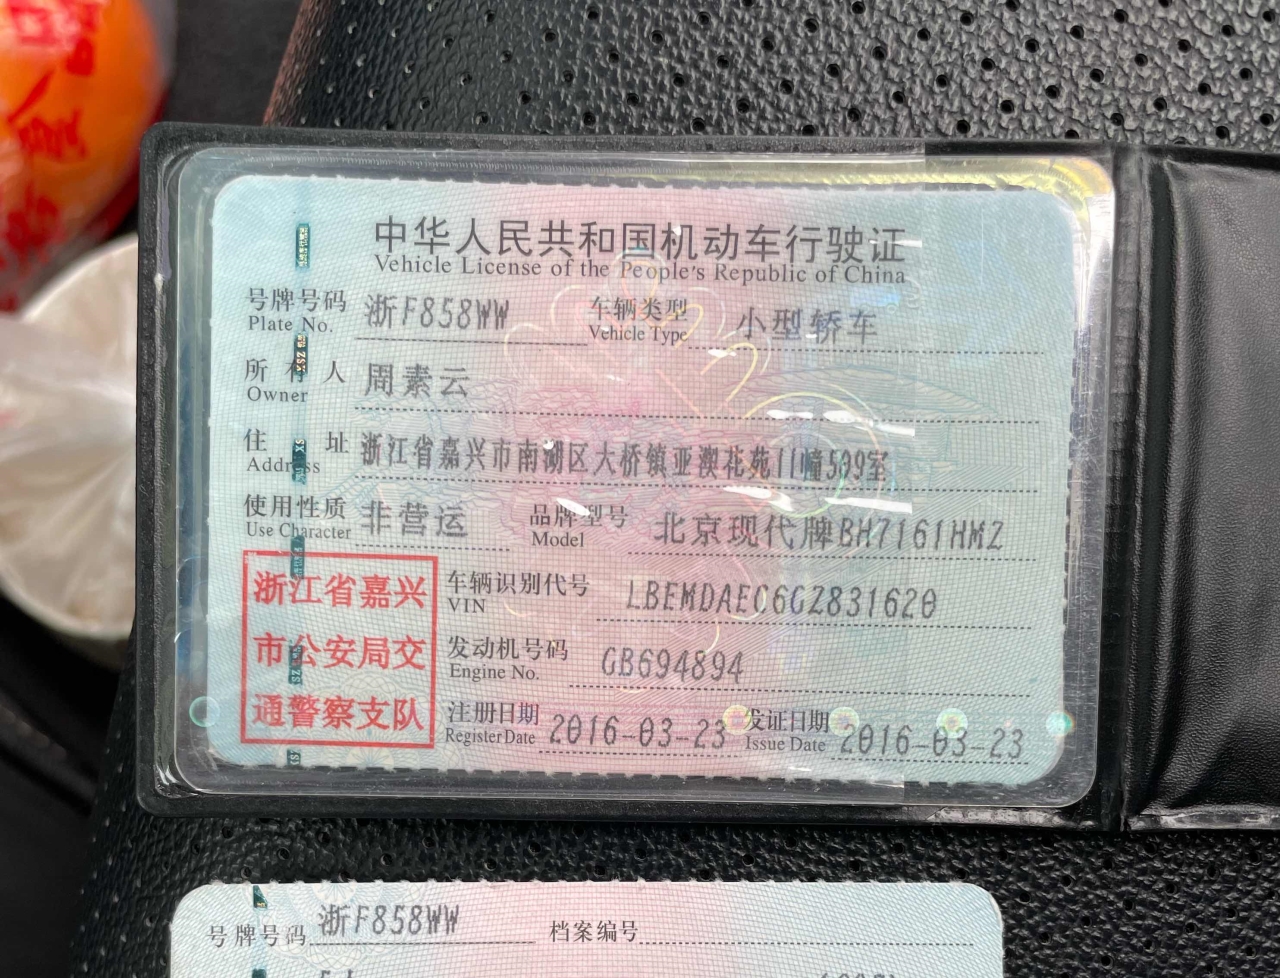 中华人民共和国机动车行驶证
Vehicle License of the People's Republic of China
号牌号码 浙F858WW 车辆类型 小型轿车
Plate No. Vehicle Type
所有人 周素云
Owner
住址 浙江省嘉兴市南湖区大桥镇亚澳花苑11幢509室
Address
使用性质 非营运 品牌型号 北京现代牌BH7161HMZ
Use Character Model
浙江省嘉兴
市公安局交
通警察支队
车辆识别代号 LBEMDAEC6GZ831620
VIN
发动机号码 GB694894
Engine No.
注册日期 2016-03-23 发证日期 2016-03-23
Register Date Issue Date
号牌号码 浙F858WW 档案编号